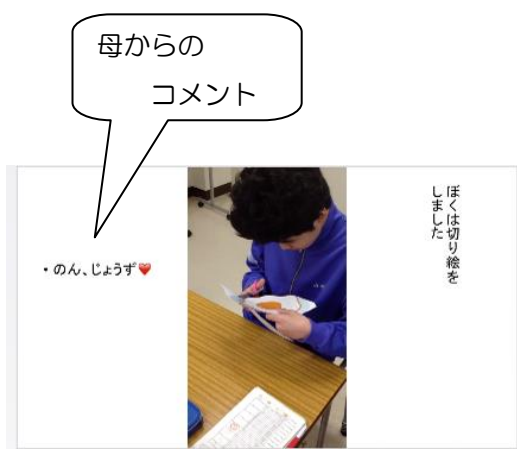 母からの
コメント
ぼくは切り絵を
しました
・のん、じょうず❤️